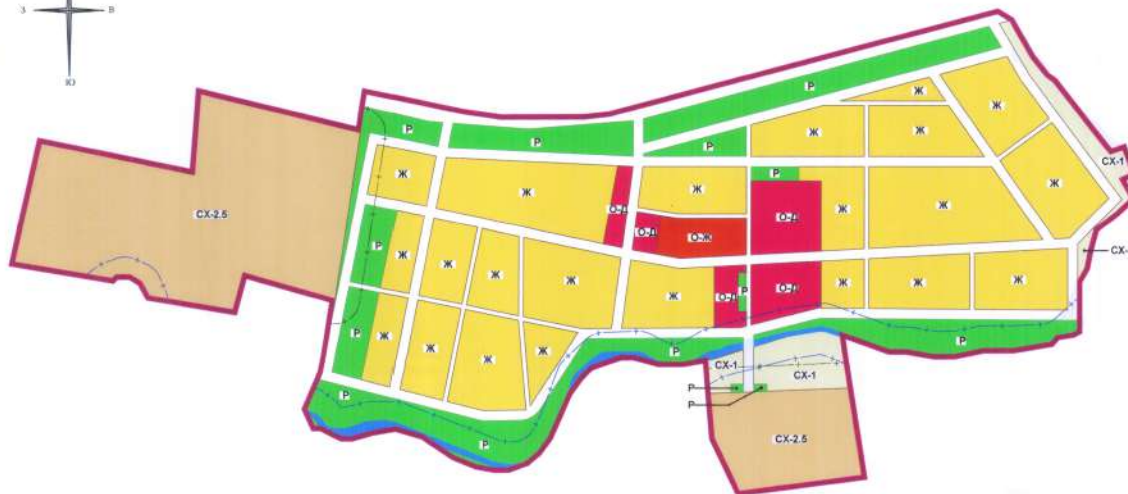 З
В
Ю
Р
Ж
Р
Р
Р
Ж
Ж
Ж
Ж
СХ-1
Ж
Ж
Ж
Р
Ж
СХ-2.5
О-Д
О-Д
О-Ж
О-Д
Ж
Ж
СХ-
Р
Ж
Ж
Ж
Ж
Ж
О-Д
Р
О-Д
Ж
Ж
Ж
Р
Ж
Ж
Ж
Ж
Р
Р
СХ-1
СХ-1
Р
Р
Р
СХ-2.5